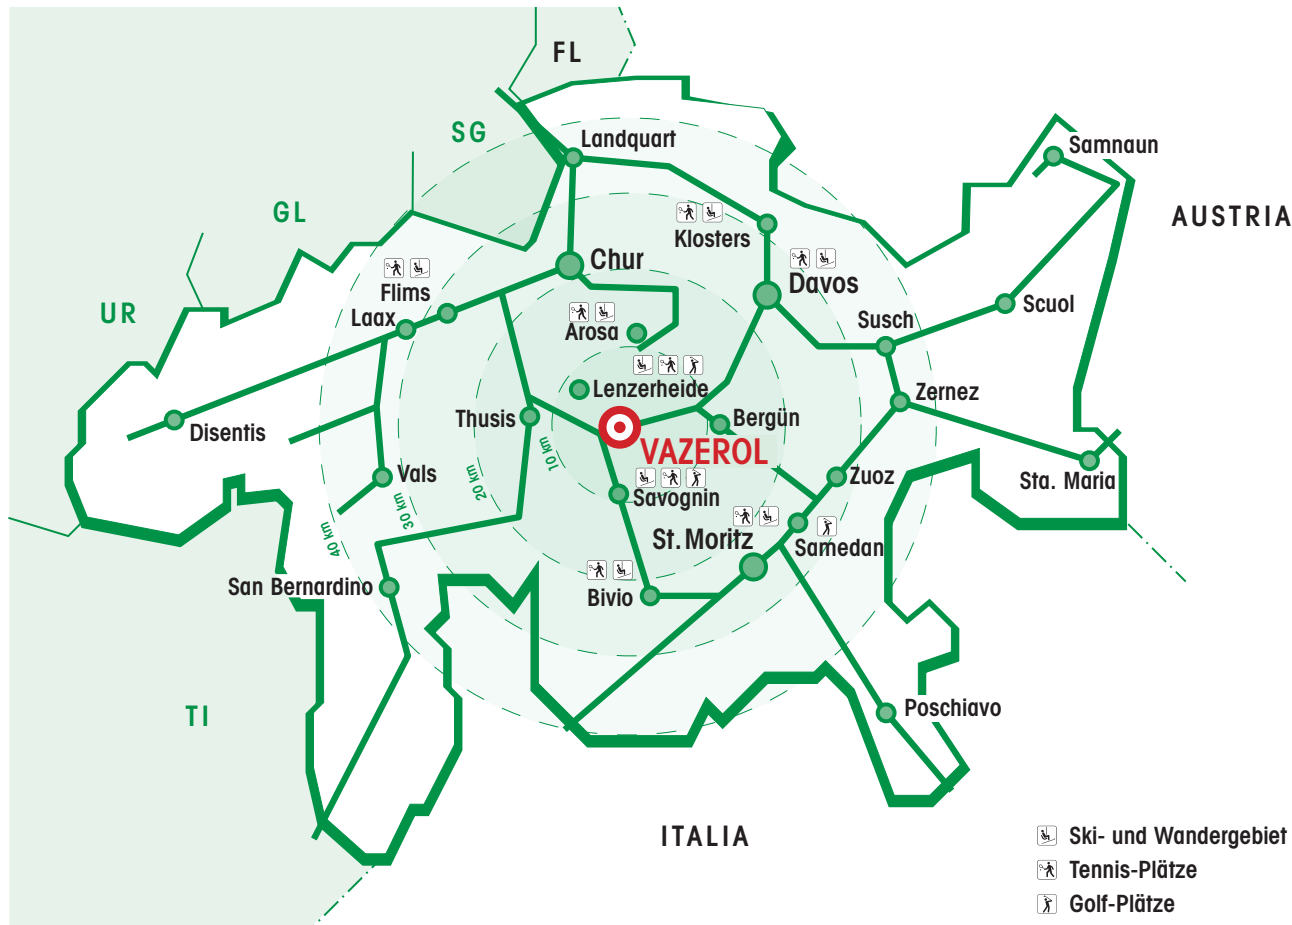 FL
SG
Landquart
Samnaun
AUSTRIA
GL
Klosters
Chur
Davos
Flims
UR
Laax
Arosa
Susch
Scuol
Lenzerheide
Zernez
Thusis
Bergün
Disentis
VAZEROL
10 km
20 km
30 km
40 km
Vals
Zuoz
Sta. Maria
Savognin
St. Moritz
Samedan
San Bernardino
Bivio
Poschiavo
TI
ITALIA
Ski- und Wandergebiet
Tennis-Plätze
Golf-Plätze